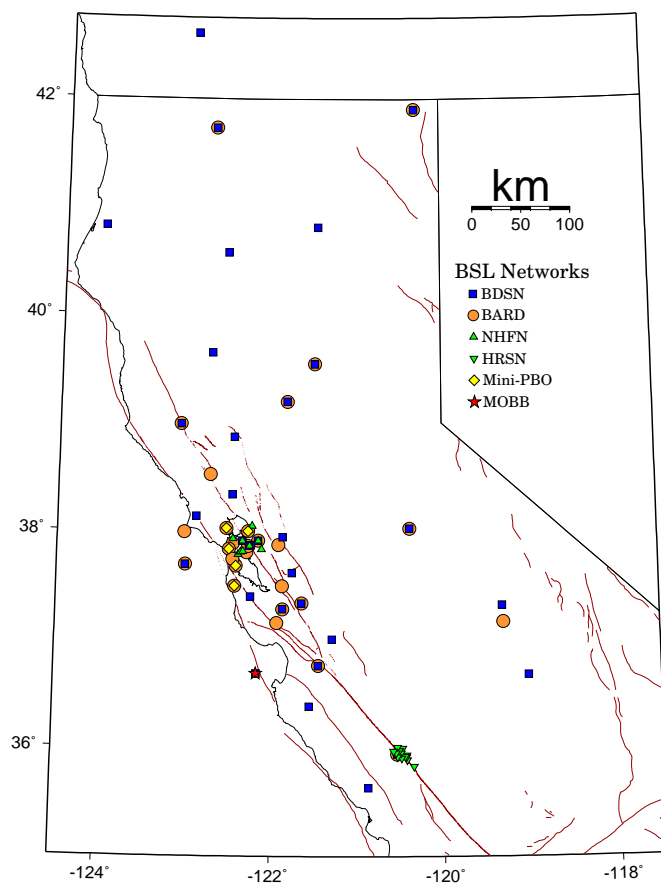 42°
km
0 50 100
BSL Networks
BDSN
40°
BARD
NHFN
HRSN
Mini-PBO
MOBB
38°
36°
-124° -122° -120° -118°